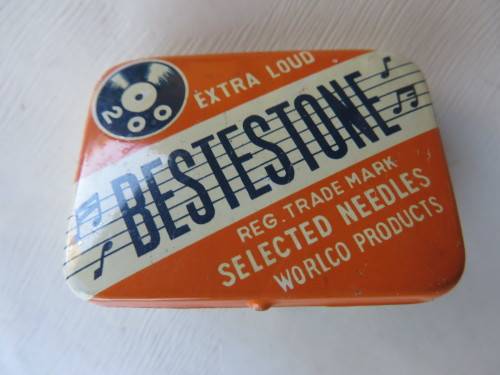 EXTRA LOUD
200
BESTESTONE
REG. TRADE MARK
SELECTED NEEDLES
WORLCO PRODUCTS